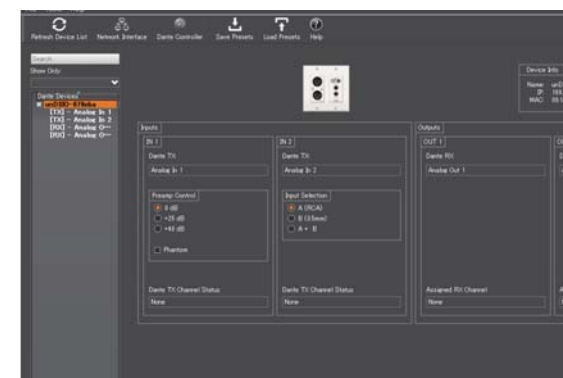 Refresh Device List Network Interface Dante Controller Save Presets Load Presets Help
Search
Show Only:
Dante Devices
[TX] - Analog In 1
[TX] - Analog In 2
[RX] - Analog O...
[RX] - Analog O...
Device Info
Name:
IP:
MAC:
Inputs
IN 1
Dante TX:
Analog In 1
Preamp Control
0 dB
+25 dB
+40 dB
Phantom
Dante TX Channel Status:
None
IN 2
Dante TX:
Analog In 2
Input Selection
A (RCA)
B (3.5mm)
A + B
Dante TX Channel Status:
None
Outputs
OUT 1
Dante RX:
Analog Out 1
Assigned RX Channel:
None